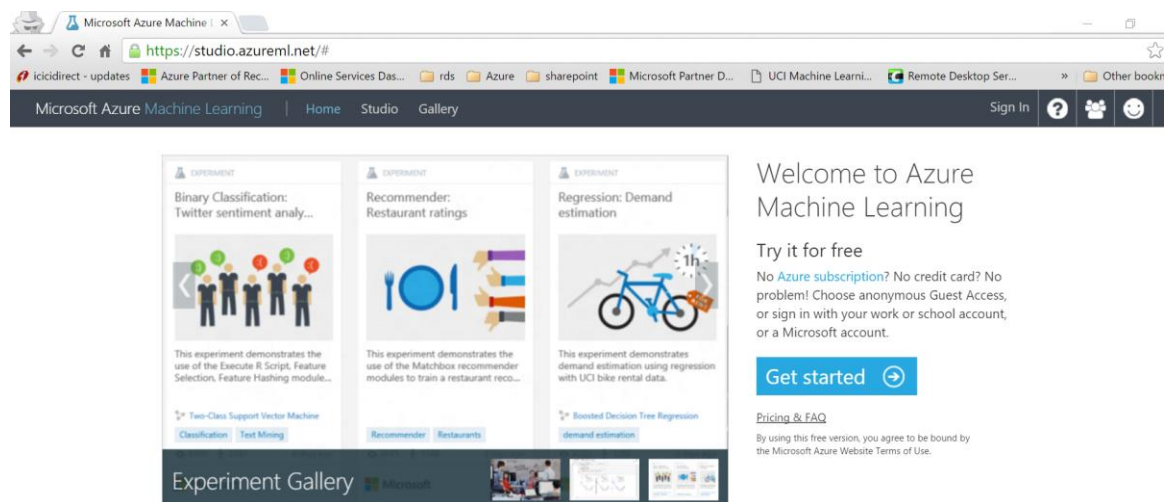 Microsoft Azure Machine L
https://studio.azureml.net/#
icicidirect - updates Azure Partner of Rec... Online Services Das... rds Azure sharepoint Microsoft Partner D... UCI Machine Learni... Remote Desktop Ser... » Other bookn
Microsoft Azure Machine Learning | Home Studio Gallery Sign In ?
EXPERIMENT
Binary Classification:
Twitter sentiment analy...
This experiment demonstrates the
use of the Execute R Script, Feature
Selection, Feature Hashing module...
Two-Class Support Vector Machine
Classification Text Mining
EXPERIMENT
Recommender:
Restaurant ratings
This experiment demonstrates the
use of the Matchbox recommender
modules to train a restaurant reco...
Recommender Restaurants
EXPERIMENT
Regression: Demand
estimation
1h
This experiment demonstrates
demand estimation using regression
with UCI bike rental data.
Boosted Decision Tree Regression
demand estimation
Experiment Gallery
Microsoft
Welcome to Azure
Machine Learning
Try it for free
No Azure subscription? No credit card? No
problem! Choose anonymous Guest Access,
or sign in with your work or school account,
or a Microsoft account.
Get started
Pricing & FAQ
By using this free version, you agree to be bound by
the Microsoft Azure Website Terms of Use.